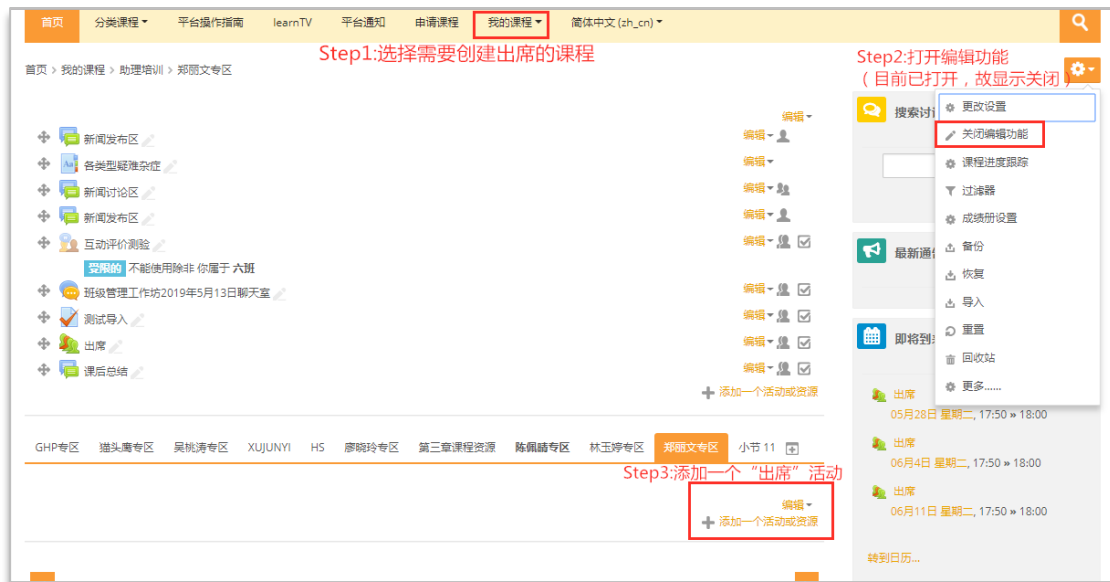 首页 分类课程 平台操作指南 learnTV 平台通知 申请课程 我的课程 简体中文 (zh_cn)
Step1:选择需要创建出席的课程
首页 > 我的课程 > 助理培训 > 郑丽文专区
Step2:打开编辑功能
（目前已打开，故显示关闭）
编辑
新闻发布区 编辑
各类型疑难杂症 编辑
新闻讨论区 编辑
新闻发布区 编辑
互动评价测验 编辑
受限的 不能使用除非 你属于 六班
班级管理工作坊2019年5月13日聊天室 编辑
测试导入 编辑
出席 编辑
课后总结 编辑
添加一个活动或资源
GHP专区 猫头鹰专区 吴桃涛专区 XUJUNYI HS 廖晓玲专区 第三章课程资源 陈佩晴专区 林玉婷专区 郑丽文专区 小节 11
Step3:添加一个“出席”活动
编辑
添加一个活动或资源
搜索讨
更改设置
关闭编辑功能
课程进度跟踪
过滤器
成绩册设置
最新通
备份
恢复
导入
即将到
重置
回收站
更多......
出席
05月28日 星期二, 17:50 » 18:00
出席
06月4日 星期二, 17:50 » 18:00
出席
06月11日 星期二, 17:50 » 18:00
转到日历...